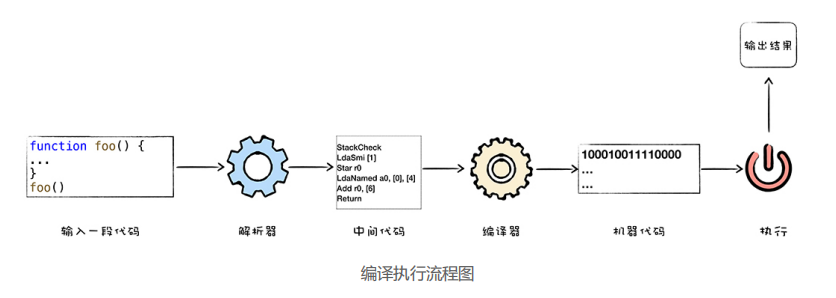 输出结果
function foo() {
...
}
foo()
StackCheck
LdaSmi [1]
Star r0
LdaNamed a0, [0], [4]
Add r0, [6]
Return
100010011110000
...
...
输入一段代码
解析器
中间代码
编译器
机器代码
执行
编译执行流程图